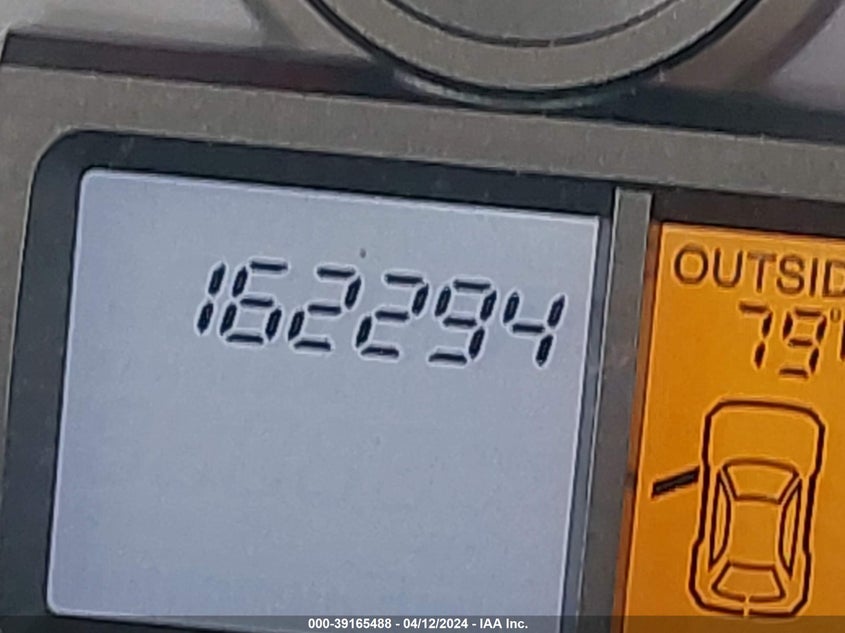 162294
OUTSID
79°
000-39165488 - 04/12/2024 - IAA Inc.